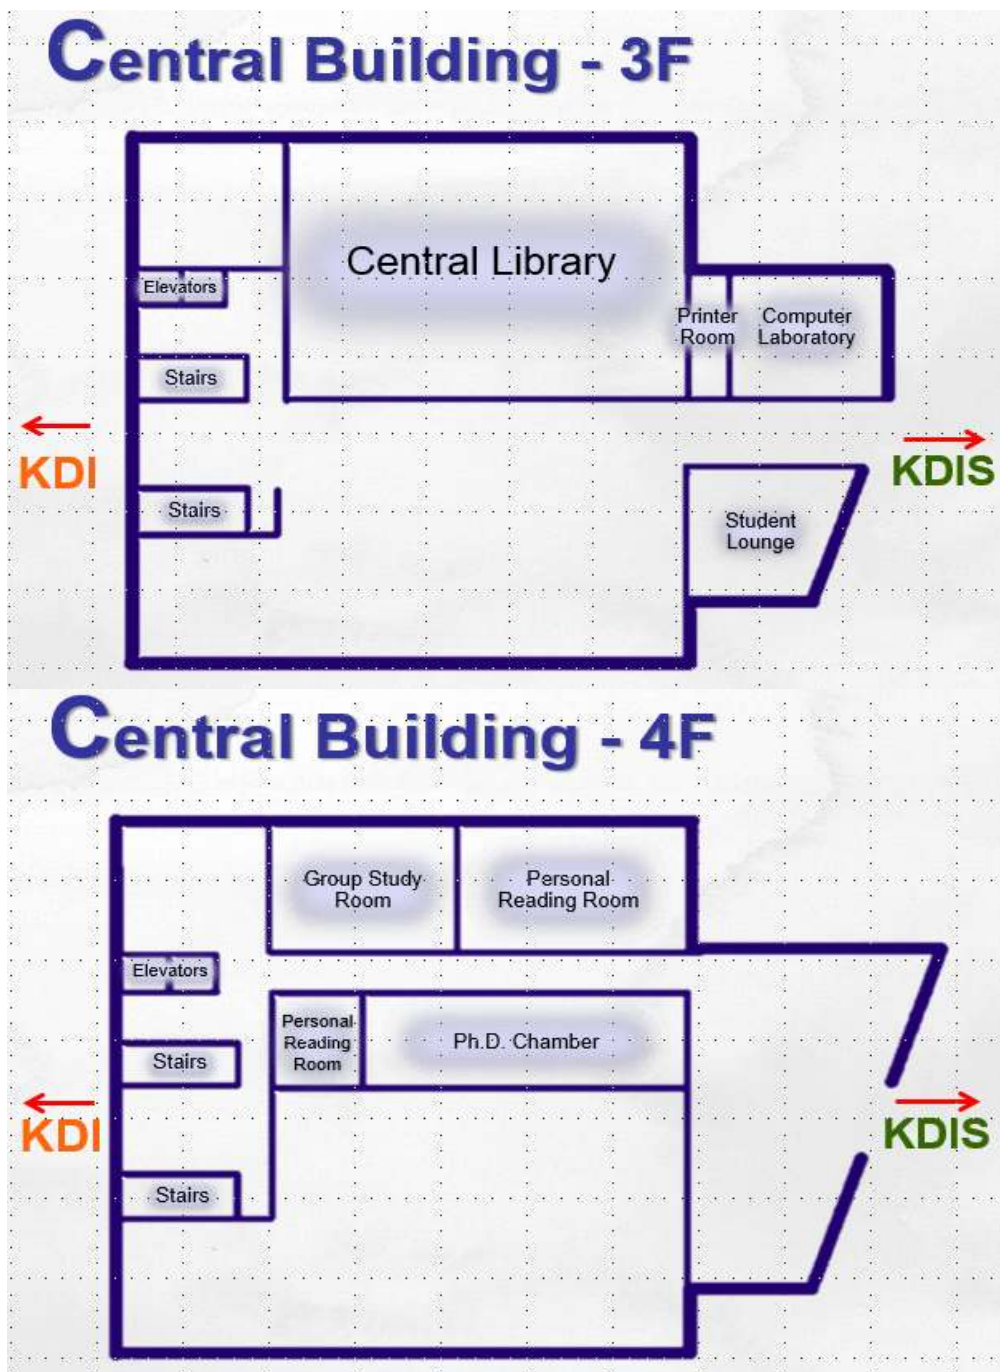 Central Building - 3F
Central Library
Elevators
Printer
Room
Computer
Laboratory
Stairs
KDI
KDIS
Stairs
Student
Lounge
Central Building - 4F
Group Study
Room
Personal
Reading Room
Elevators
Personal
Reading
Room
Ph.D. Chamber
Stairs
KDI
KDIS
Stairs